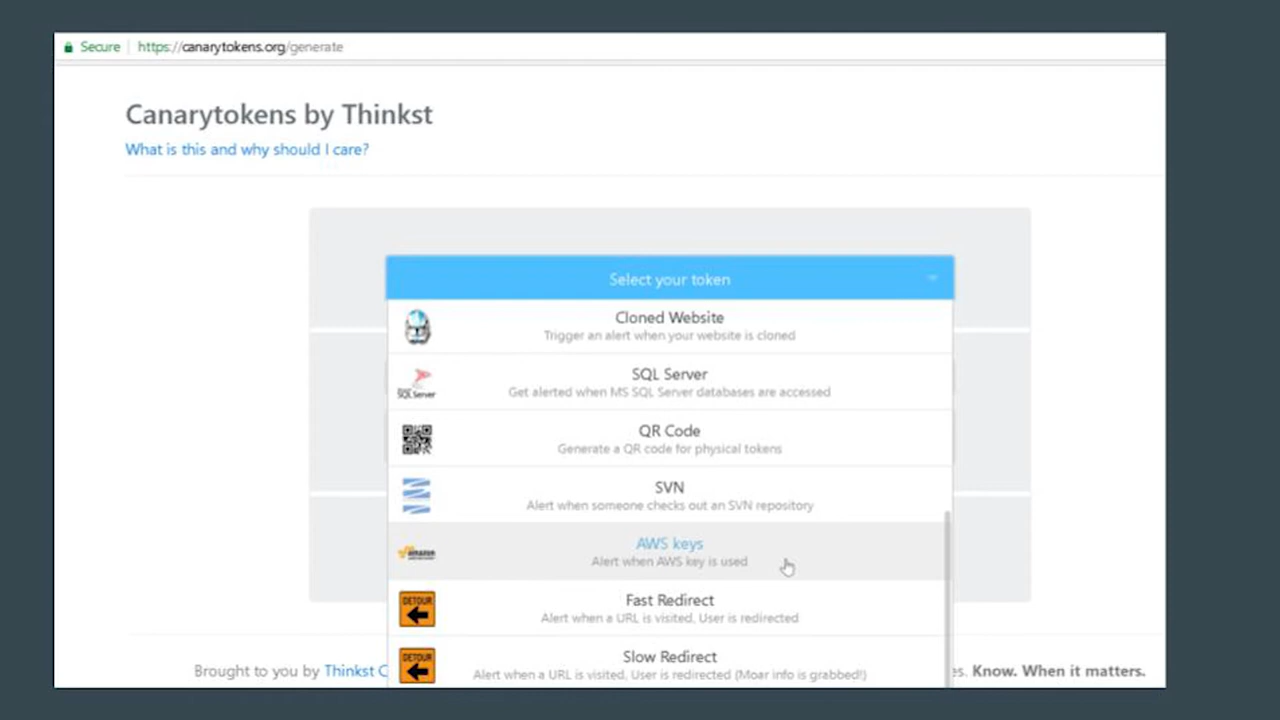 Secure | https://canarytokens.org/generate
Canarytokens by Thinkst
What is this and why should I care?
Select your token
Cloned Website
Trigger an alert when your website is cloned
SQL Server
SQL Server
Get alerted when MS SQL Server databases are accessed
QR Code
Generate a QR code for physical tokens
SVN
Alert when someone checks out an SVN repository
AWS keys
amazon
Alert when AWS key is used
DETOUR
Fast Redirect
Alert when a URL is visited, User is redirected
DETOUR
Slow Redirect
Alert when a URL is visited, User is redirected (Moar info is grabbed!)
Brought to you by Thinkst C
es. Know. When it matters.